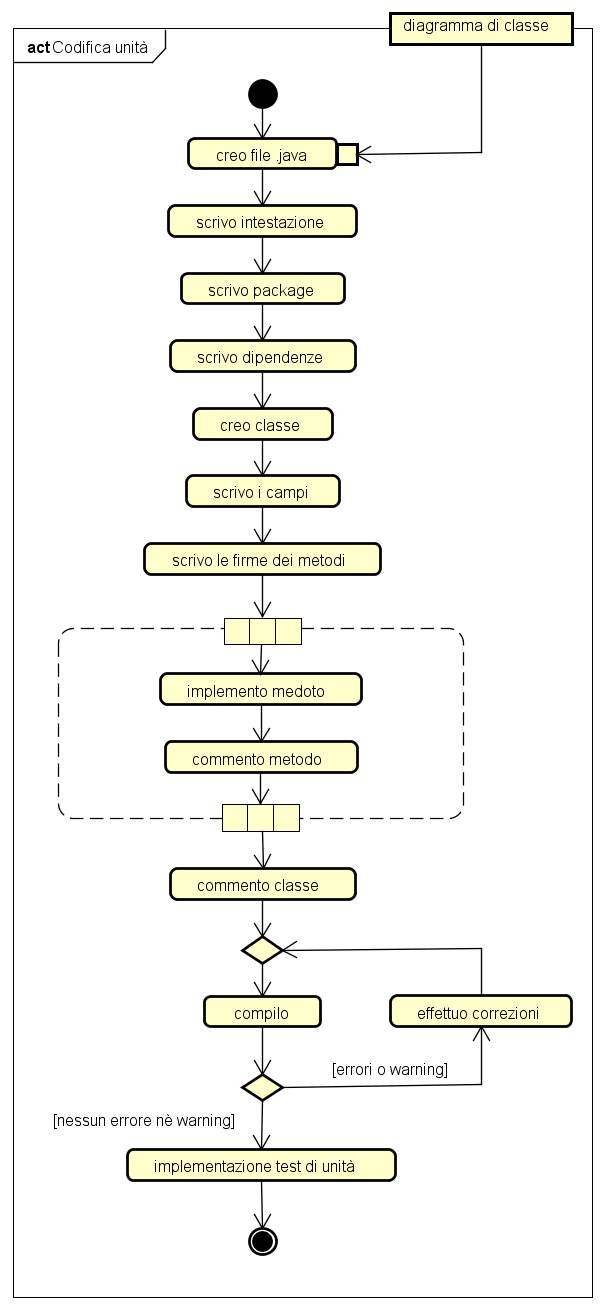 diagramma di classe
act Codifica unità
creo file .java
scrivo intestazione
scrivo package
scrivo dipendenze
creo classe
scrivo i campi
scrivo le firme dei metodi
implemento medoto
commento metodo
commento classe
compilo
effettuo correzioni
[errori o warning]
[nessun errore nè warning]
implementazione test di unità